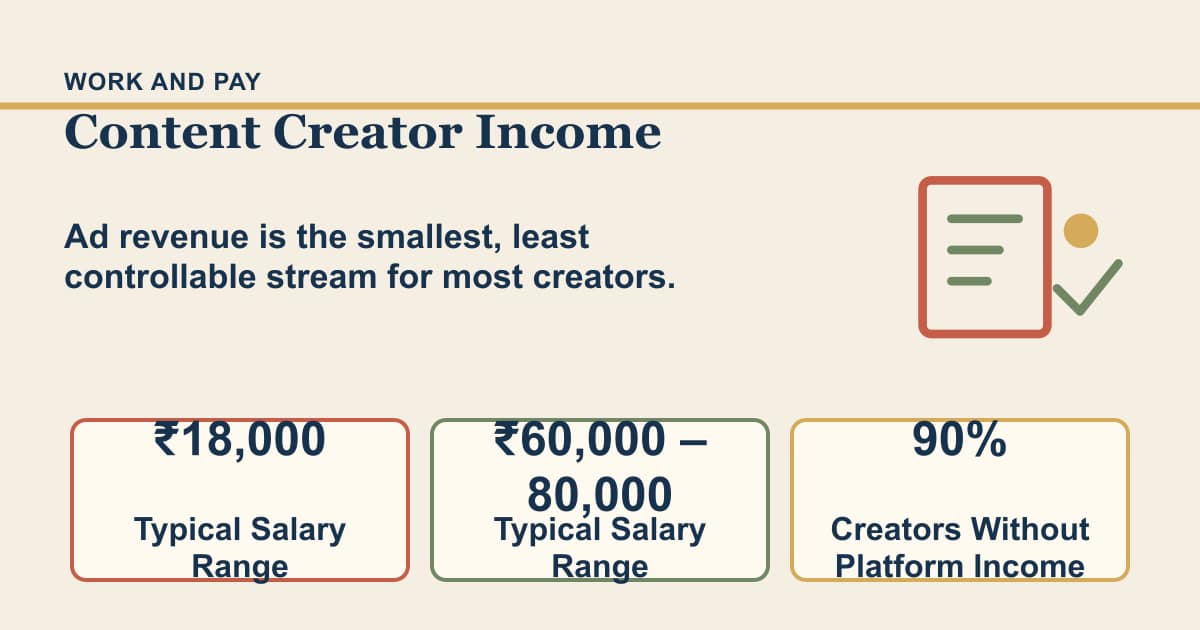 WORK AND PAY
Content Creator Income
Ad revenue is the smallest, least
controllable stream for most creators.
₹18,000
Typical Salary
Range
₹60,000 –
80,000
Typical Salary
Range
90%
Creators Without
Platform Income